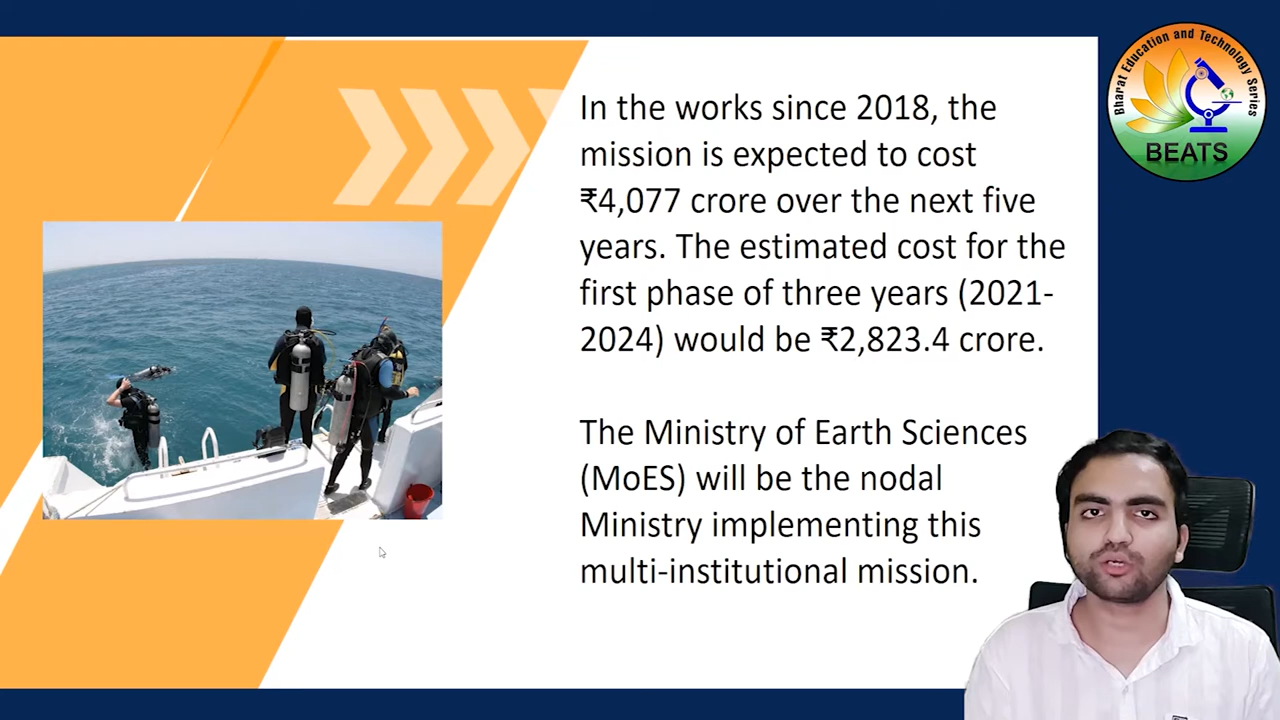 In the works since 2018, the
mission is expected to cost
₹4,077 crore over the next five
years. The estimated cost for the
first phase of three years (2021-
2024) would be ₹2,823.4 crore.
The Ministry of Earth Sciences
(MoES) will be the nodal
Ministry implementing this
multi-institutional mission.
Bharat Education and Technology Series
BEATS